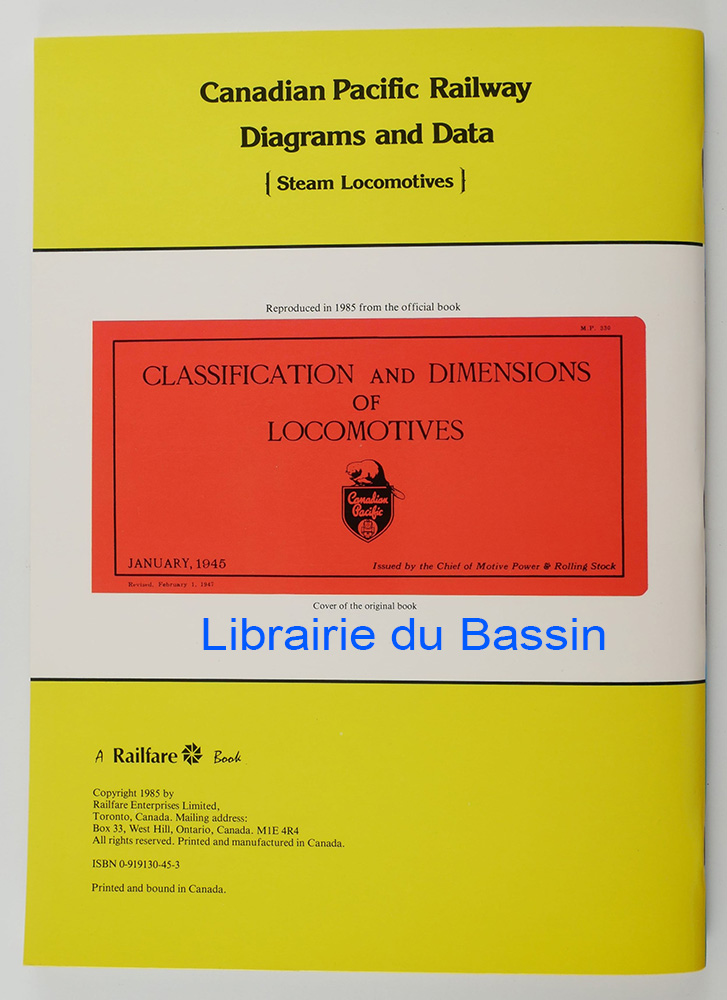 Canadian Pacific Railway
Diagrams and Data
{ Steam Locomotives }
Reproduced in 1985 from the official book
M.P. 330
CLASSIFICATION AND DIMENSIONS
OF
LOCOMOTIVES
Canadian
Pacific
JANUARY, 1945
Issued by the Chief of Motive Power & Rolling Stock
Revised, February 1, 1947
Cover of the original book
Librairie du Bassin
A Railfare Book
Copyright 1985 by
Railfare Enterprises Limited,
Toronto, Canada. Mailing address:
Box 33, West Hill, Ontario, Canada. M1E 4R4
All rights reserved. Printed and manufactured in Canada.
ISBN 0-919130-45-3
Printed and bound in Canada.